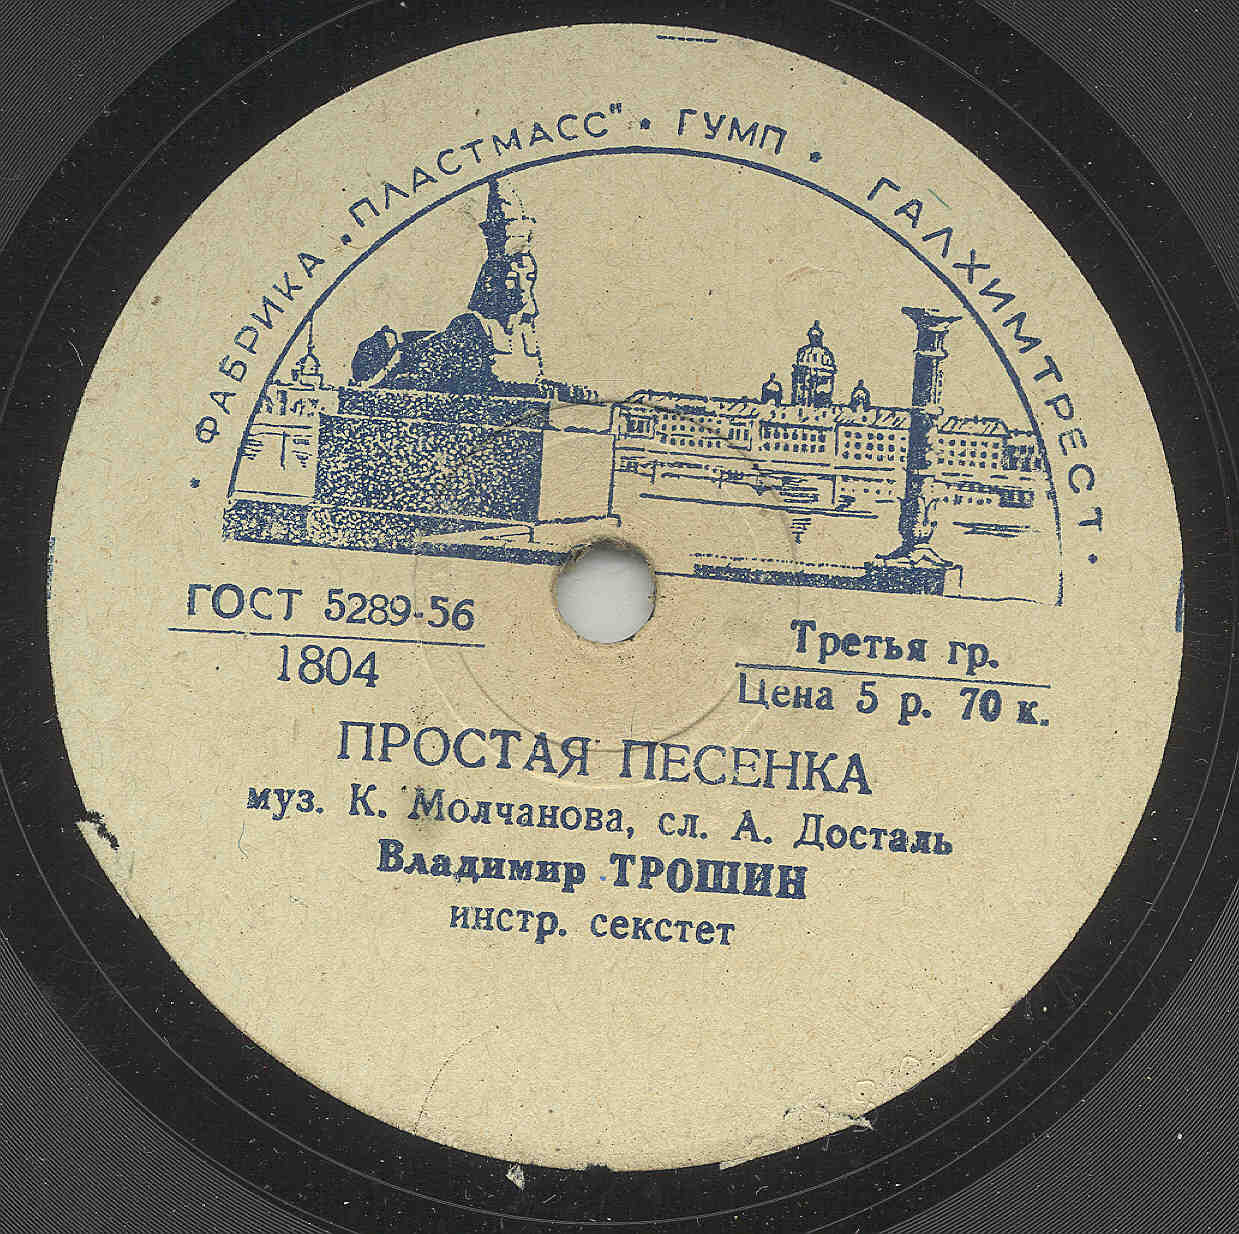 • ФАБРИКА „ПЛАСТМАСС" • ГУМП • ГАЛХИМТРЕСТ •
ГОСТ 5289-56
1804
Третья гр.
Цена 5 р. 70 к.
ПРОСТАЯ ПЕСЕНКА
муз. К. Молчанова, сл. А. Досталь
Владимир ТРОШИН
инстр. секстет